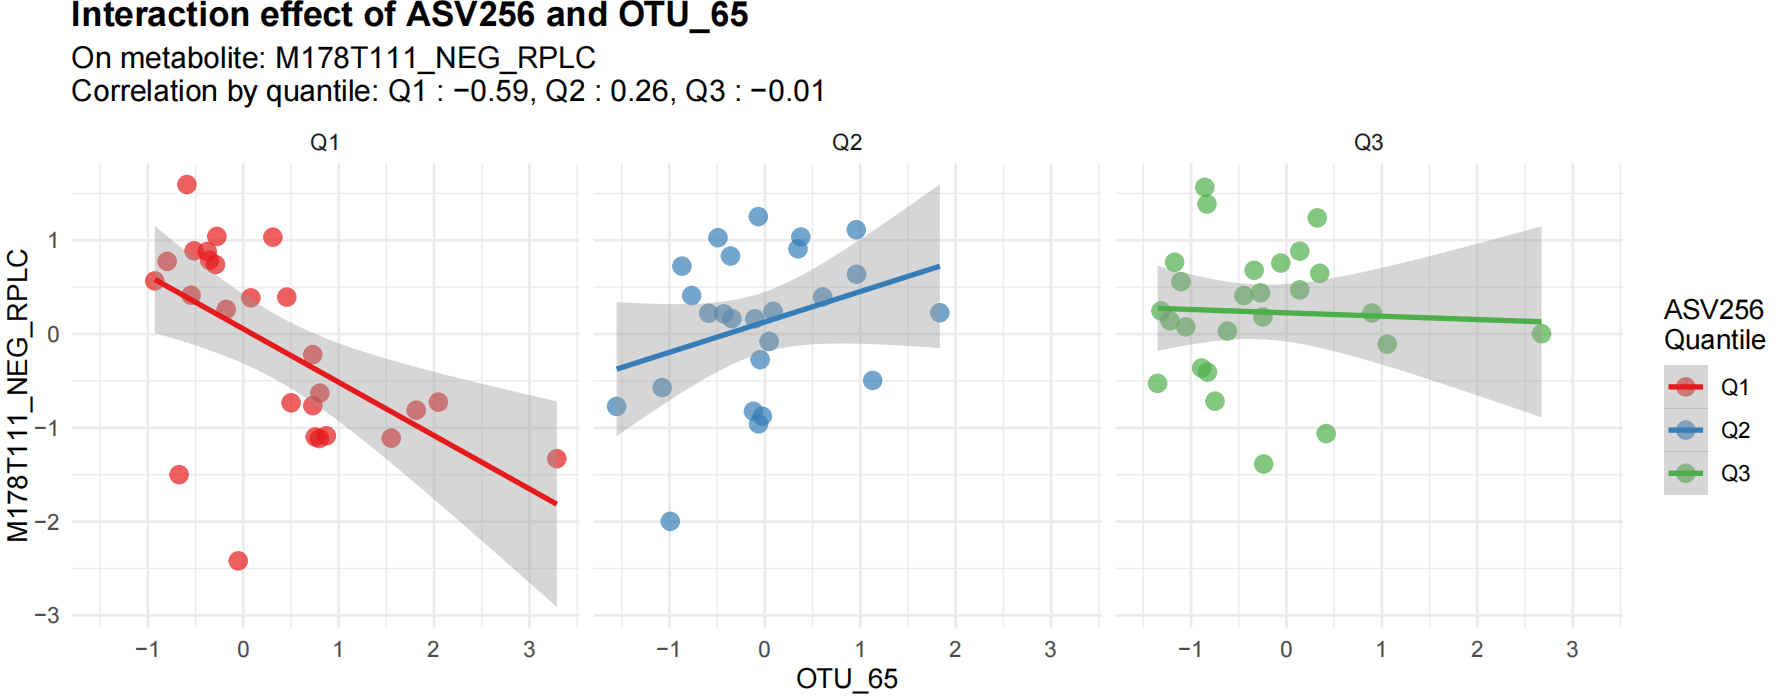 Interaction effect of ASV256 and OTU_65
On metabolite: M178T111_NEG_RPLC
Correlation by quantile: Q1 : −0.59, Q2 : 0.26, Q3 : −0.01
Q1
Q2
Q3
M178T111_NEG_RPLC
1
0
−1
−2
−3
−1 0 1 2 3
−1 0 1 2 3
−1 0 1 2 3
OTU_65
ASV256
Quantile
Q1
Q2
Q3